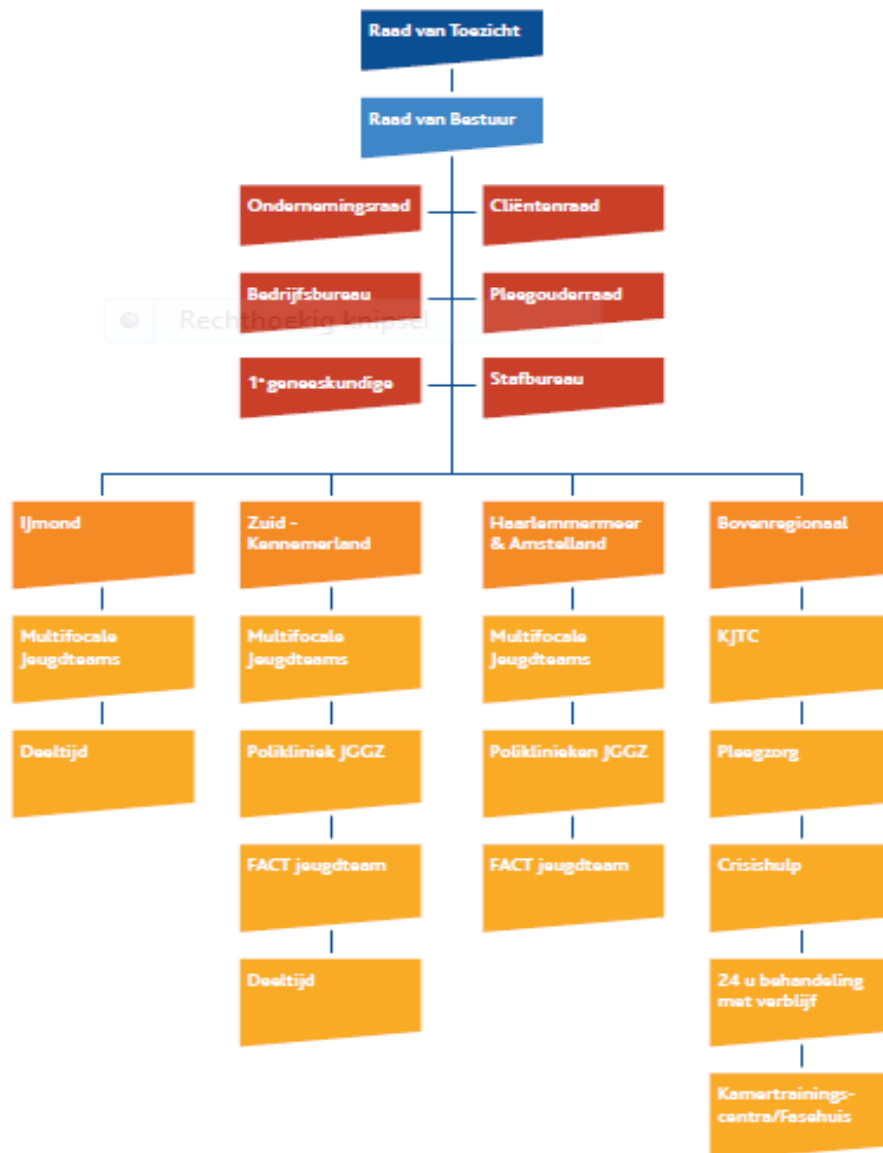 Raad van Toezicht
Raad van Bestuur
Ondernemingsraad
Cliëntenraad
Bedrijfsbureau
Pleegouderraad
Rechthoekig knipsel
1e geneeskundige
Stafbureau
IJmond
Zuid -
Kennemerland
Haarlemmermeer
& Amstelland
Bovenregionaal
Multifocale
Jeugdteams
Multifocale
Jeugdteams
Multifocale
Jeugdteams
KJTC
Deeltijd
Polikliniek JGGZ
Poliklinieken JGGZ
Pleegzorg
FACT jeugdteam
FACT jeugdteam
Crisishulp
Deeltijd
24 u behandeling
met verblijf
Kamertrainings-
centra/Fasehuis